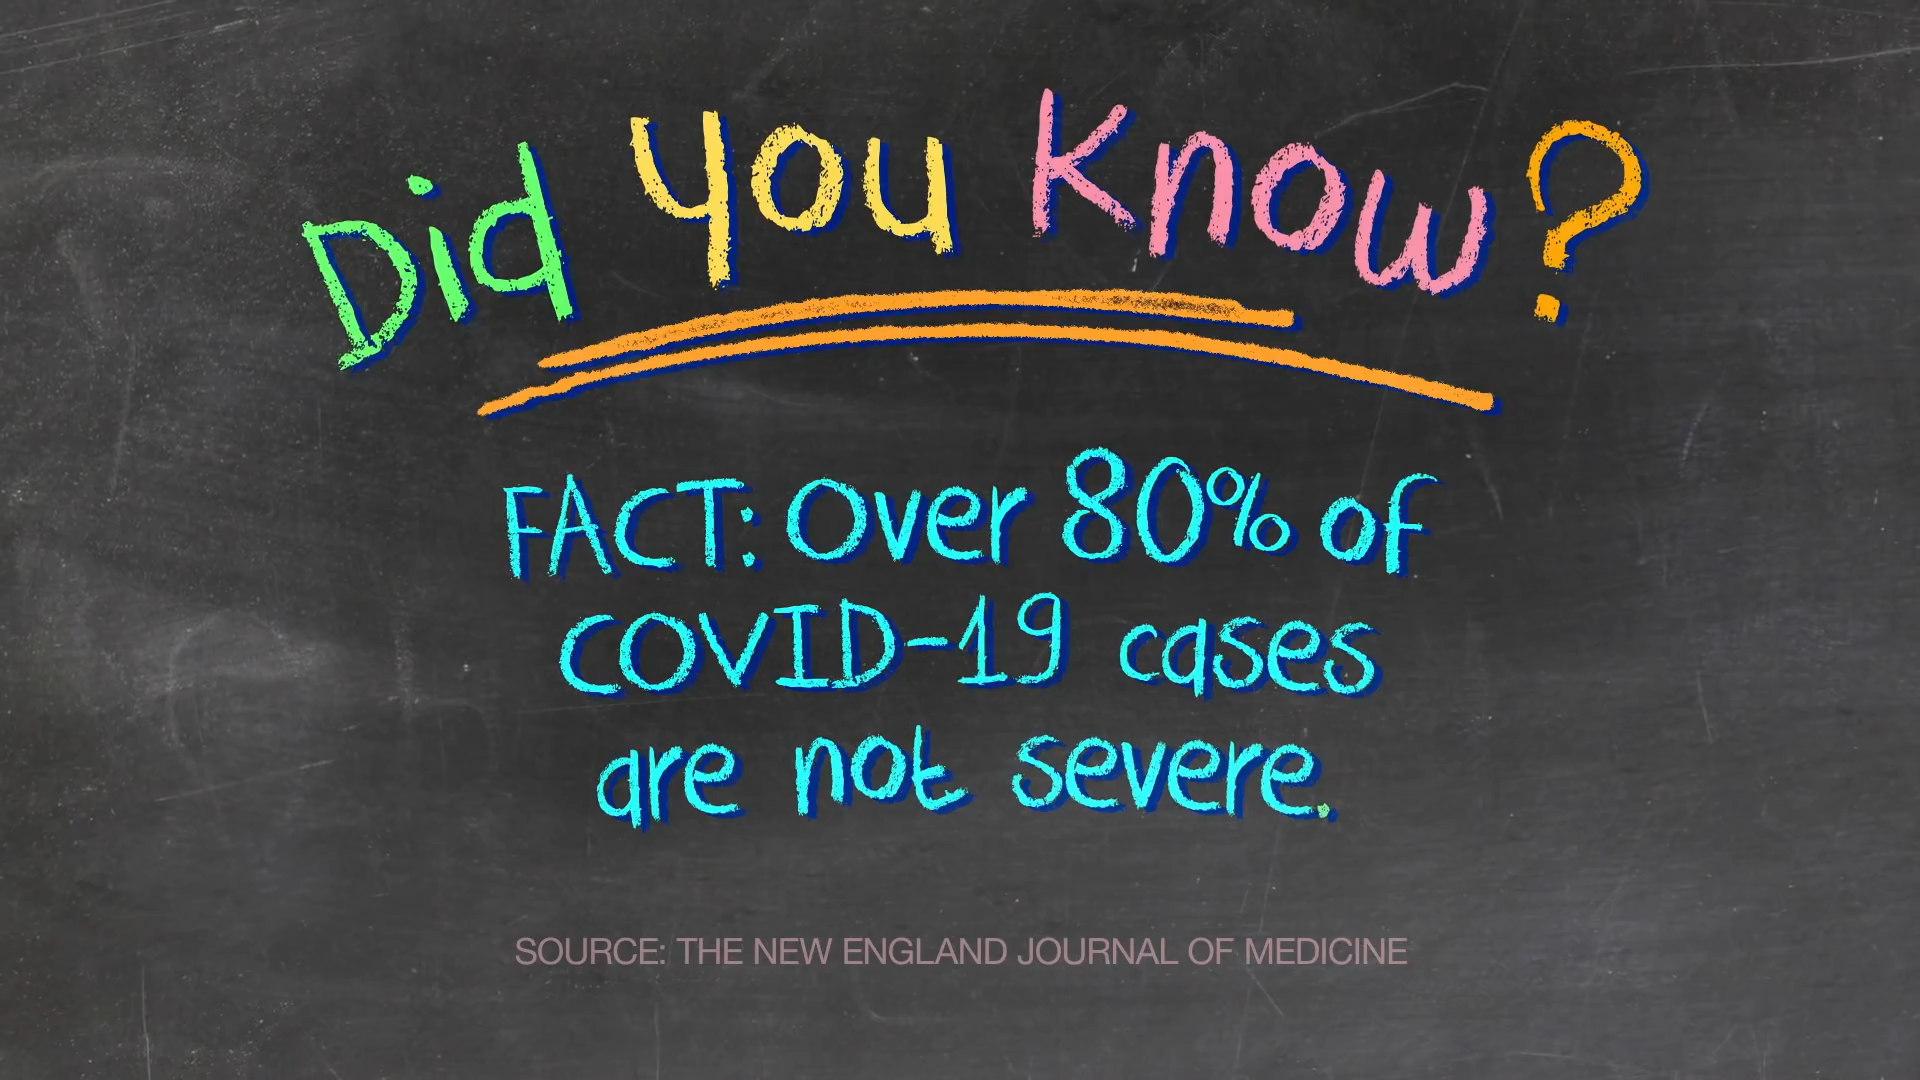 Did you know?
FACT: Over 80% of
COVID-19 cases
are not severe.
SOURCE: THE NEW ENGLAND JOURNAL OF MEDICINE